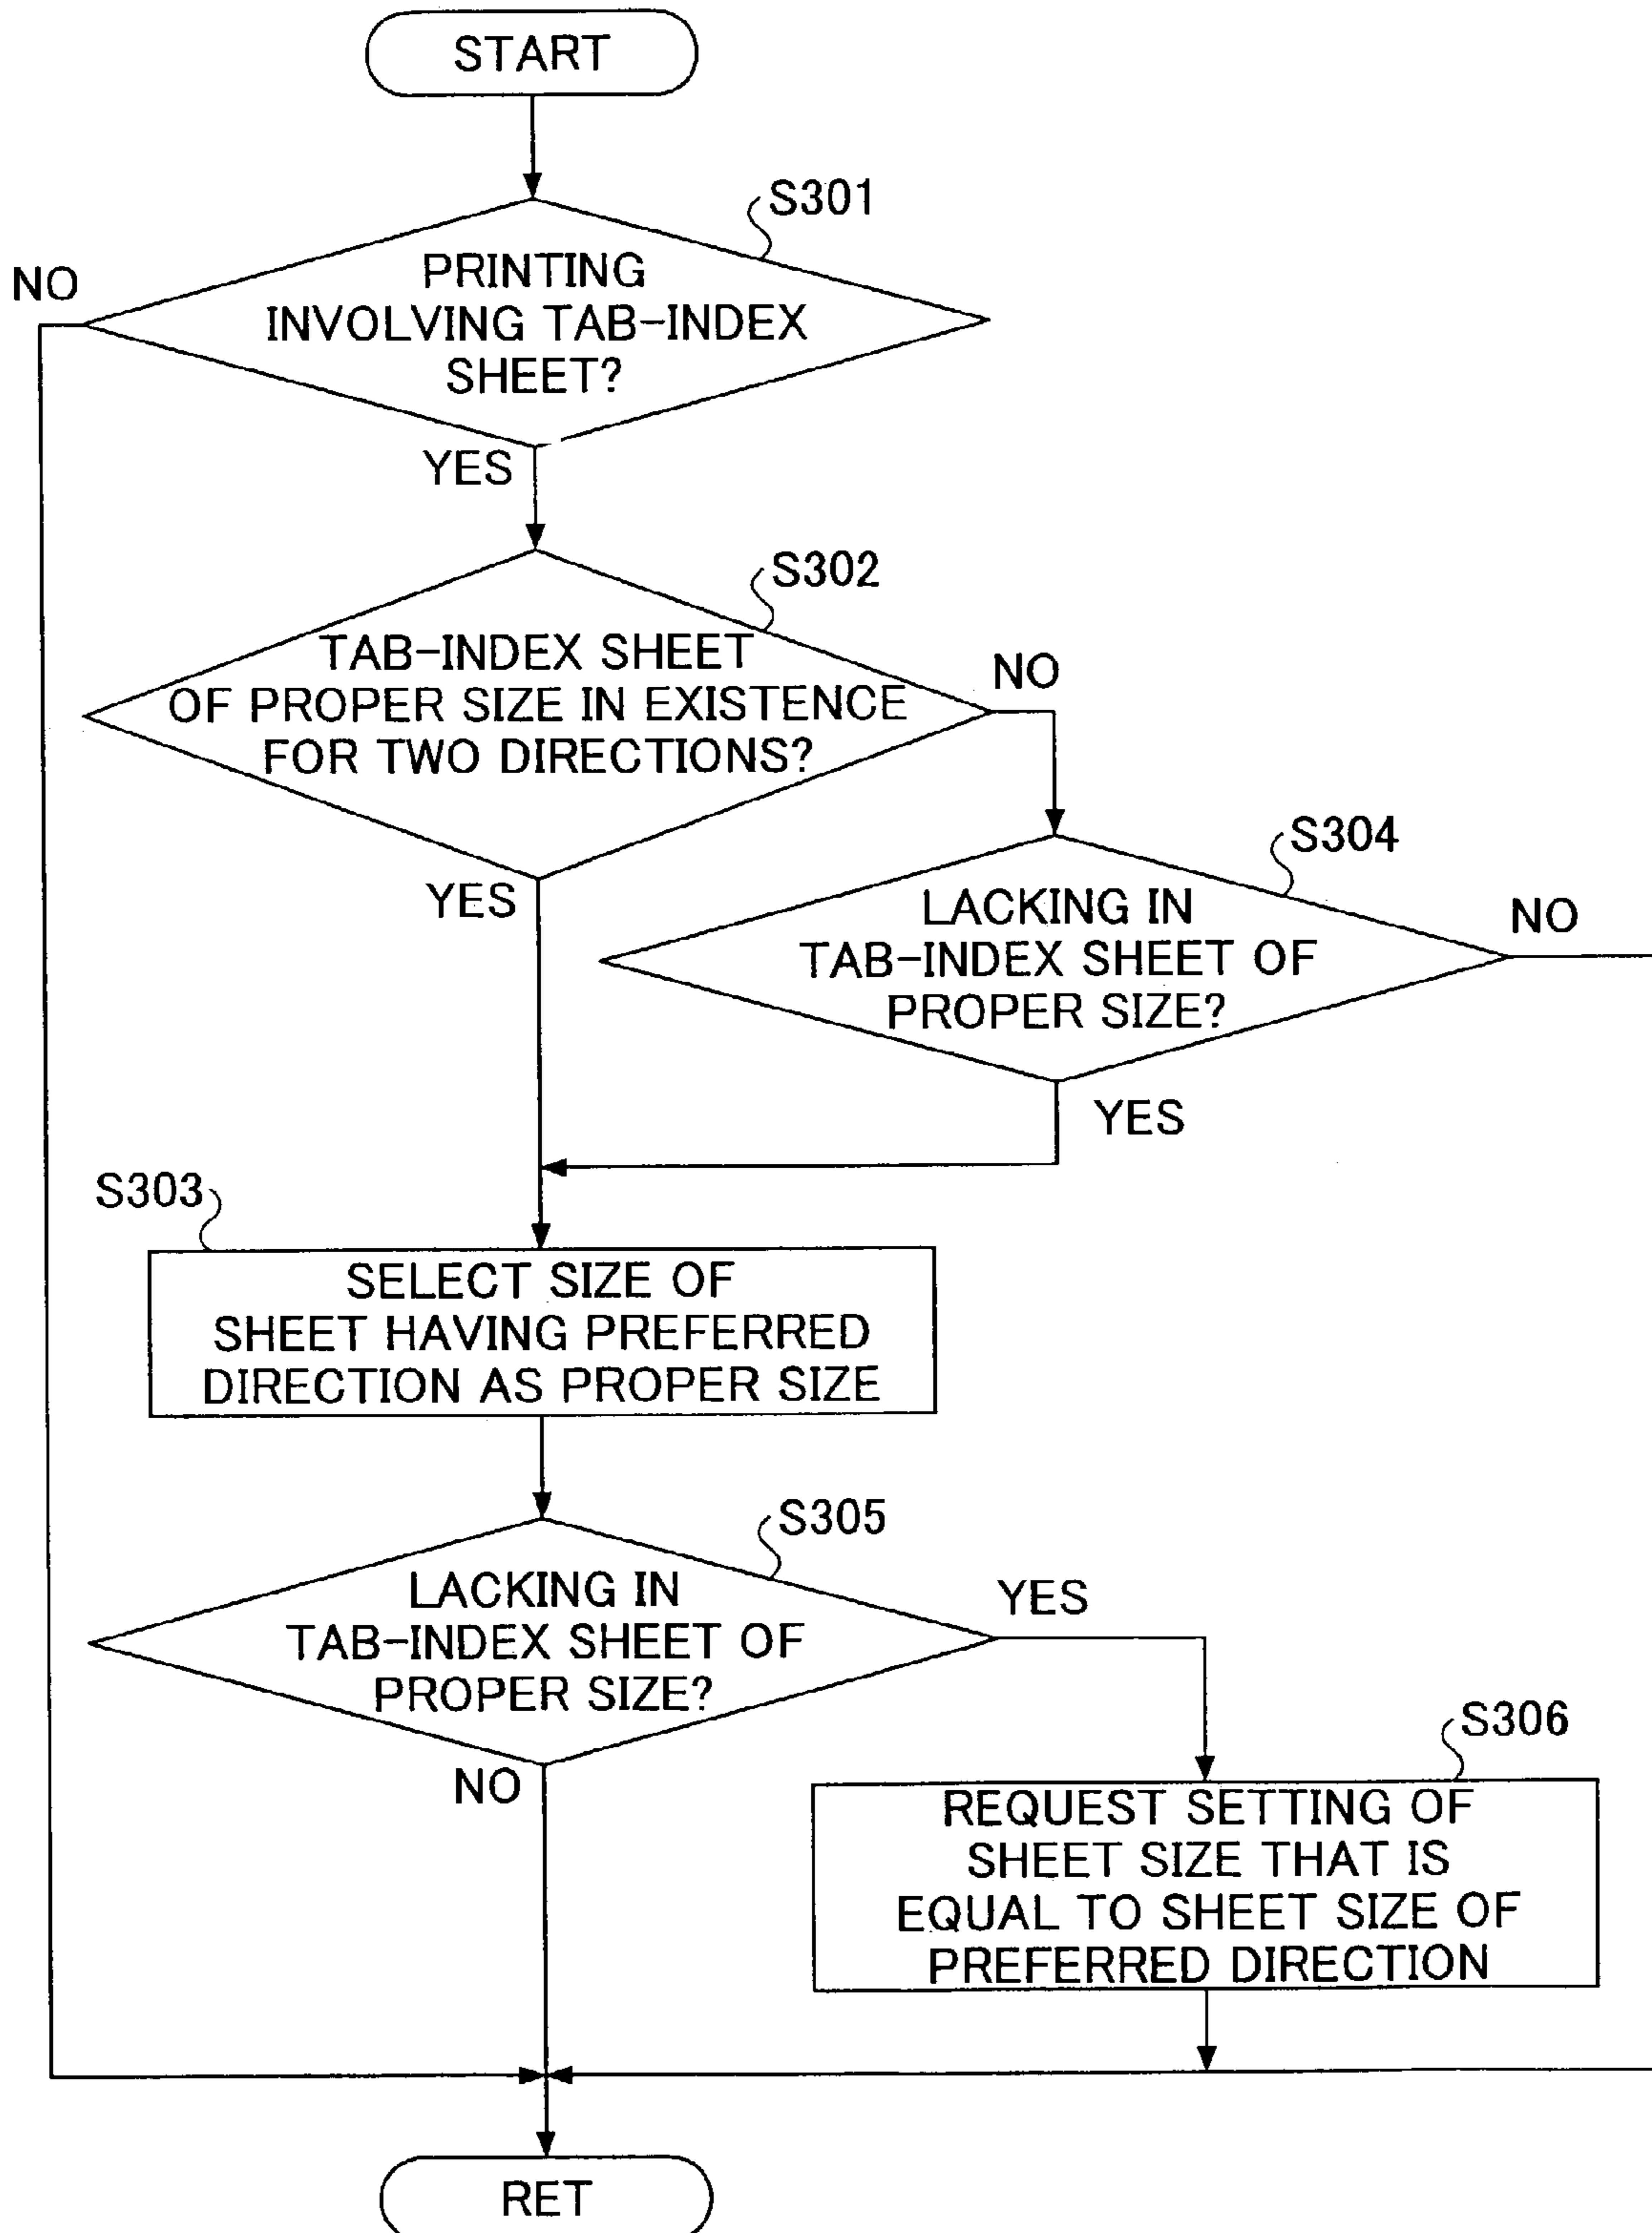 START
S301
NO
PRINTING
INVOLVING TAB-INDEX
SHEET?
YES
S302
TAB-INDEX SHEET
OF PROPER SIZE IN EXISTENCE
FOR TWO DIRECTIONS?
NO
YES
S304
LACKING IN
TAB-INDEX SHEET OF
PROPER SIZE?
NO
YES
S303
SELECT SIZE OF
SHEET HAVING PREFERRED
DIRECTION AS PROPER SIZE
S305
LACKING IN
TAB-INDEX SHEET OF
PROPER SIZE?
YES
NO
S306
REQUEST SETTING OF
SHEET SIZE THAT IS
EQUAL TO SHEET SIZE OF
PREFERRED DIRECTION
RET